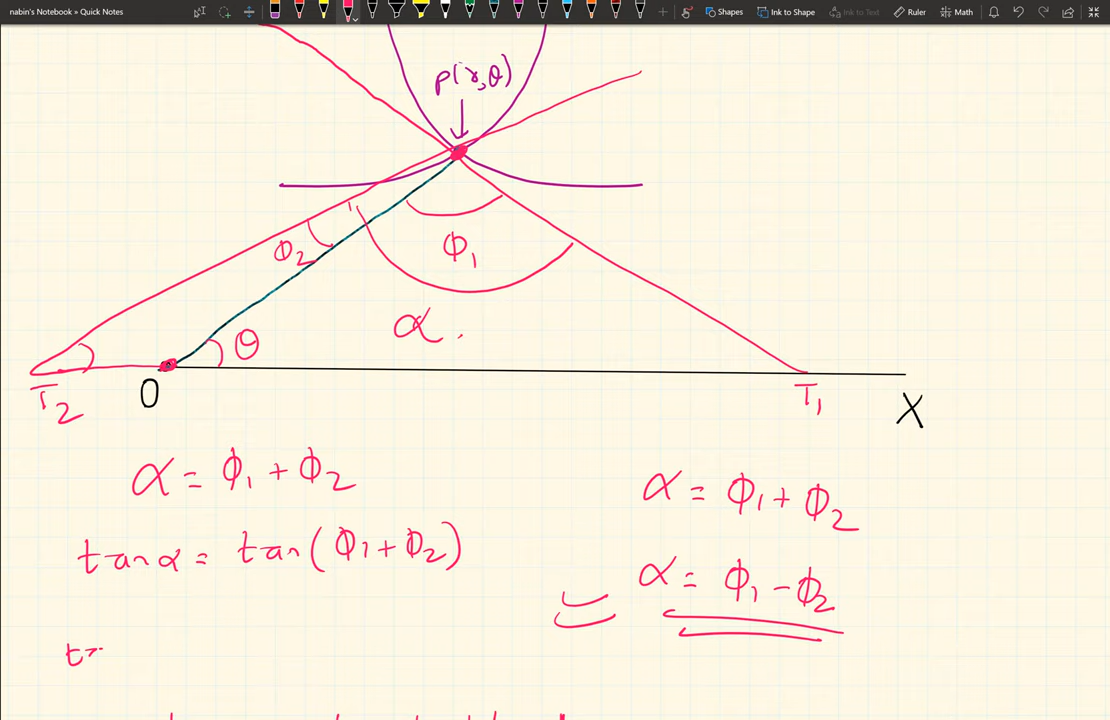 nabin's Notebook » Quick Notes
Shapes Ink to Shape Ink to Text Ruler Math
P(r,θ)
ϕ₂
ϕ₁
θ
α.
T₂
O
T₁
X
α = ϕ₁ + ϕ₂
tanα = tan(ϕ₁+ϕ₂)
α = ϕ₁+ϕ₂
α = ϕ₁ - ϕ₂